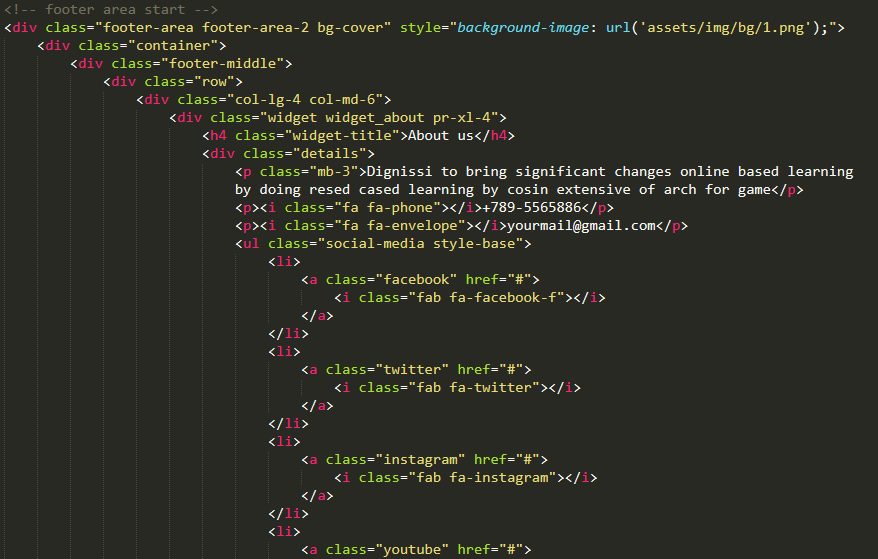 <!-- footer area start -->
<div class="footer-area footer-area-2 bg-cover" style="background-image: url('assets/img/bg/1.png');">
    <div class="container">
        <div class="footer-middle">
            <div class="row">
                <div class="col-lg-4 col-md-6">
                    <div class="widget widget_about pr-xl-4">
                        <h4 class="widget-title">About us</h4>
                        <div class="details">
                            <p class="mb-3">Dignissi to bring significant changes online based learning
                            by doing resed cased learning by cosin extensive of arch for game</p>
                            <p><i class="fa fa-phone"></i>+789-5565886</p>
                            <p><i class="fa fa-envelope"></i>yourmail@gmail.com</p>
                            <ul class="social-media style-base">
                                <li>
                                    <a class="facebook" href="#">
                                        <i class="fab fa-facebook-f"></i>
                                    </a>
                                </li>
                                <li>
                                    <a class="twitter" href="#">
                                        <i class="fab fa-twitter"></i>
                                    </a>
                                </li>
                                <li>
                                    <a class="instagram" href="#">
                                        <i class="fab fa-instagram"></i>
                                    </a>
                                </li>
                                <li>
                                    <a class="youtube" href="#">